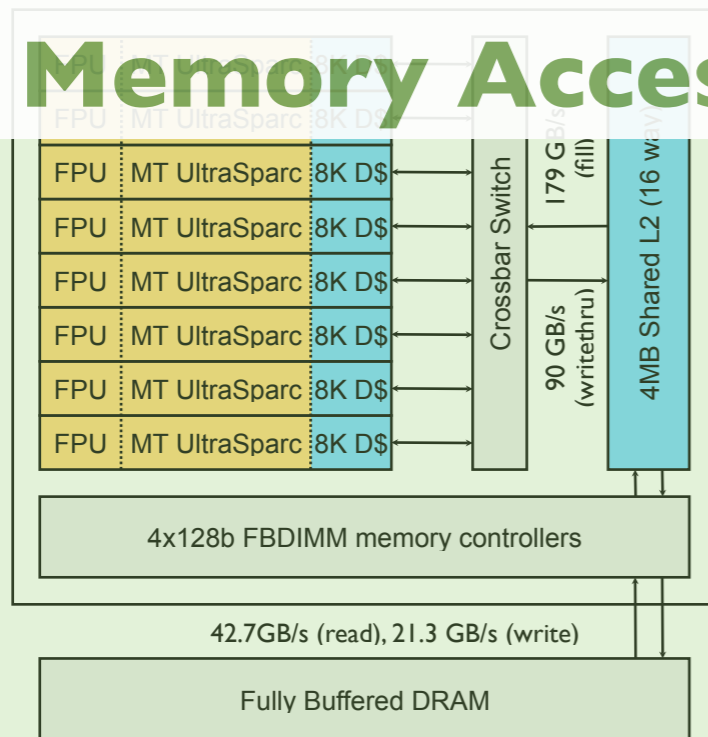 Memory Acces
FPU MT UltraSparc 8K D$
FPU MT UltraSparc 8K D$
FPU MT UltraSparc 8K D$
FPU MT UltraSparc 8K D$
FPU MT UltraSparc 8K D$
FPU MT UltraSparc 8K D$
FPU MT UltraSparc 8K D$
FPU MT UltraSparc 8K D$
Crossbar Switch
179 GB/s
(fill)
90 GB/s
(writethru)
4MB Shared L2 (16 way)
4x128b FBDIMM memory controllers
42.7GB/s (read), 21.3 GB/s (write)
Fully Buffered DRAM